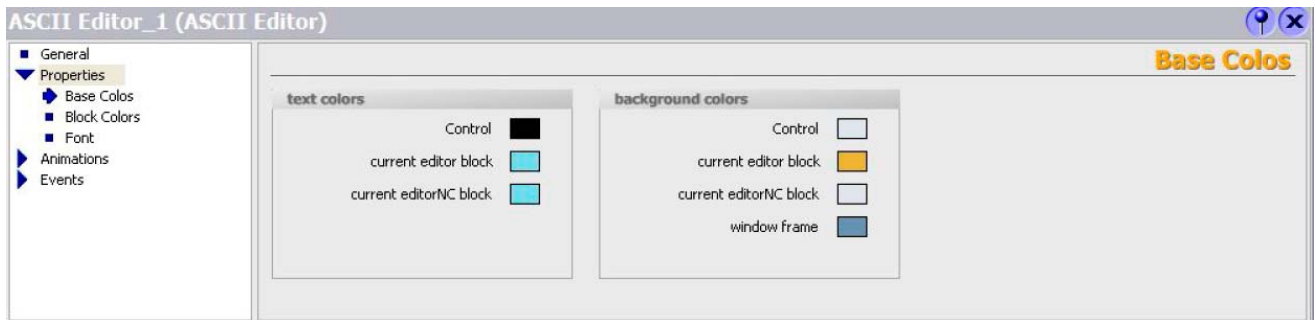 ASCII Editor_1 (ASCII Editor)
General
Properties
Base Colos
Block Colors
Font
Animations
Events
Base Colos
text colors
Control
current editor block
current editorNC block
background colors
Control
current editor block
current editorNC block
window frame